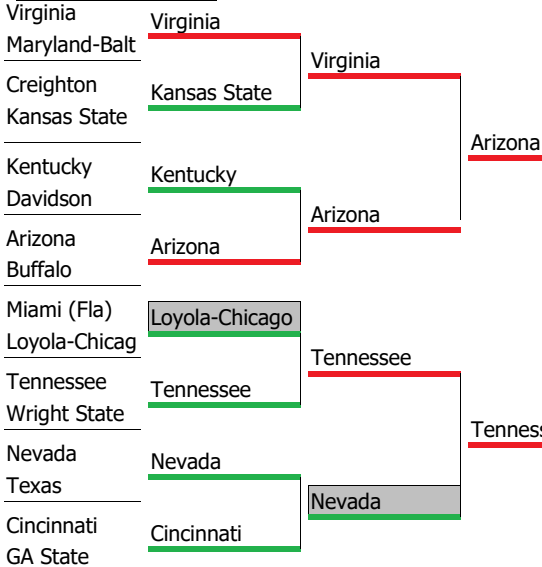 Virginia
Maryland-Balt
Creighton
Kansas State
Kentucky
Davidson
Arizona
Buffalo
Miami (Fla)
Loyola-Chicag
Tennessee
Wright State
Nevada
Texas
Cincinnati
GA State
Virginia
Kansas State
Kentucky
Arizona
Loyola-Chicago
Tennessee
Nevada
Cincinnati
Virginia
Arizona
Tennessee
Nevada
Arizona
Tennes